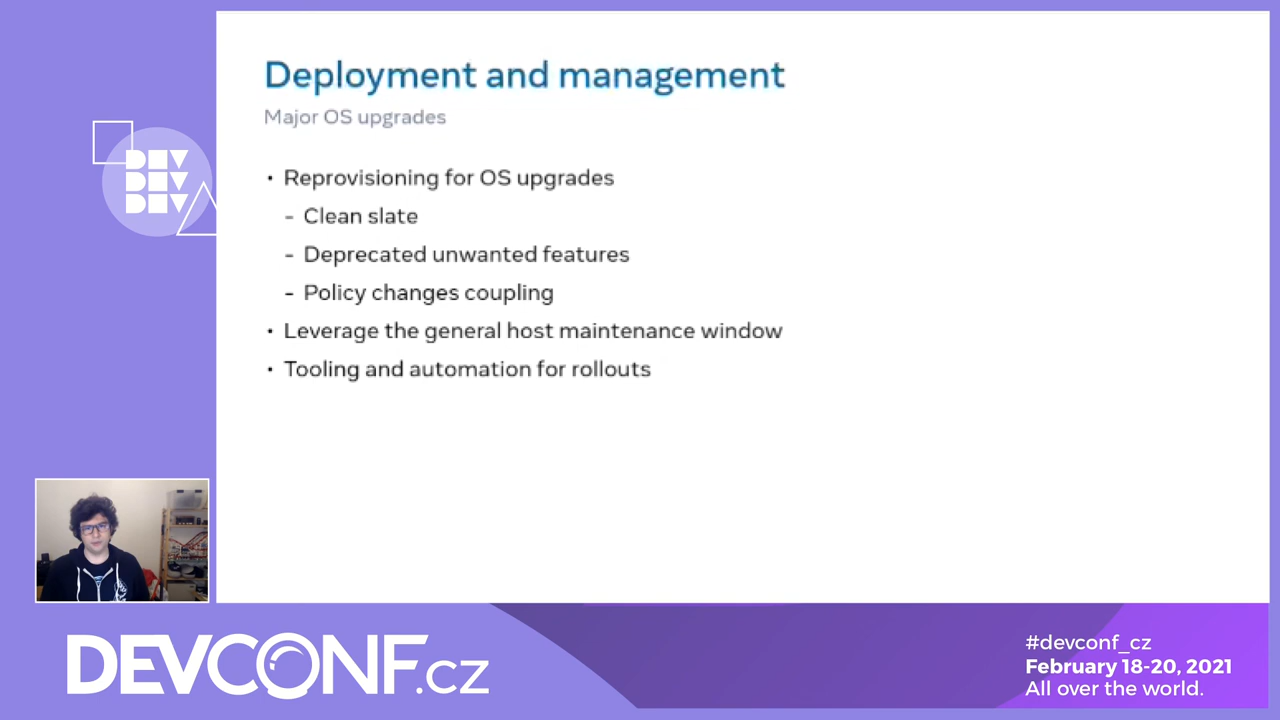 Deployment and management
Major OS upgrades
• Reprovisioning for OS upgrades
- Clean slate
- Deprecated unwanted features
- Policy changes coupling
• Leverage the general host maintenance window
• Tooling and automation for rollouts
DEV
DEV
DEV
DEVCONF.cz
#devconf_cz
February 18-20, 2021
All over the world.